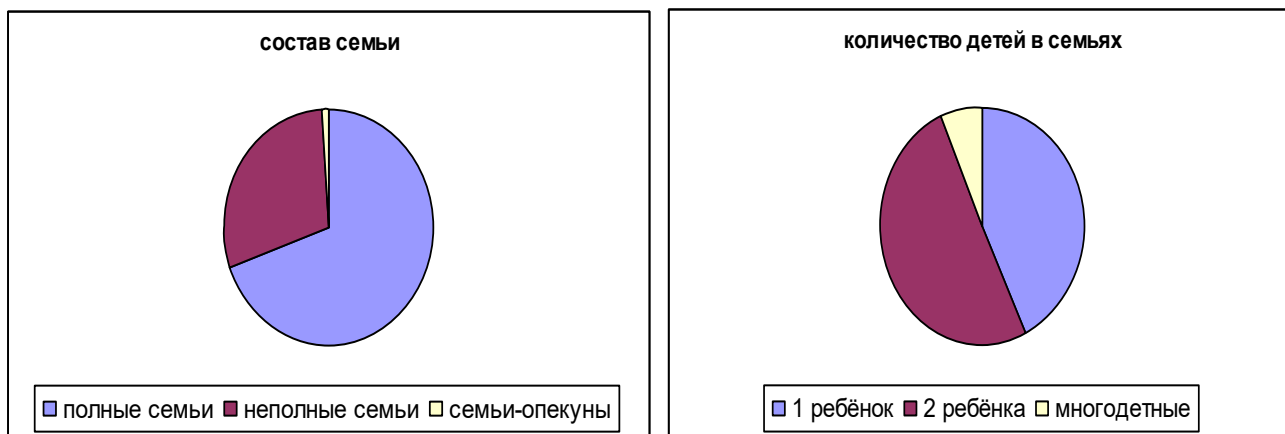 состав семьи
полные семьи неполные семьи семьи-опекуны
количество детей в семьях
1 ребёнок 2 ребёнка многодетные